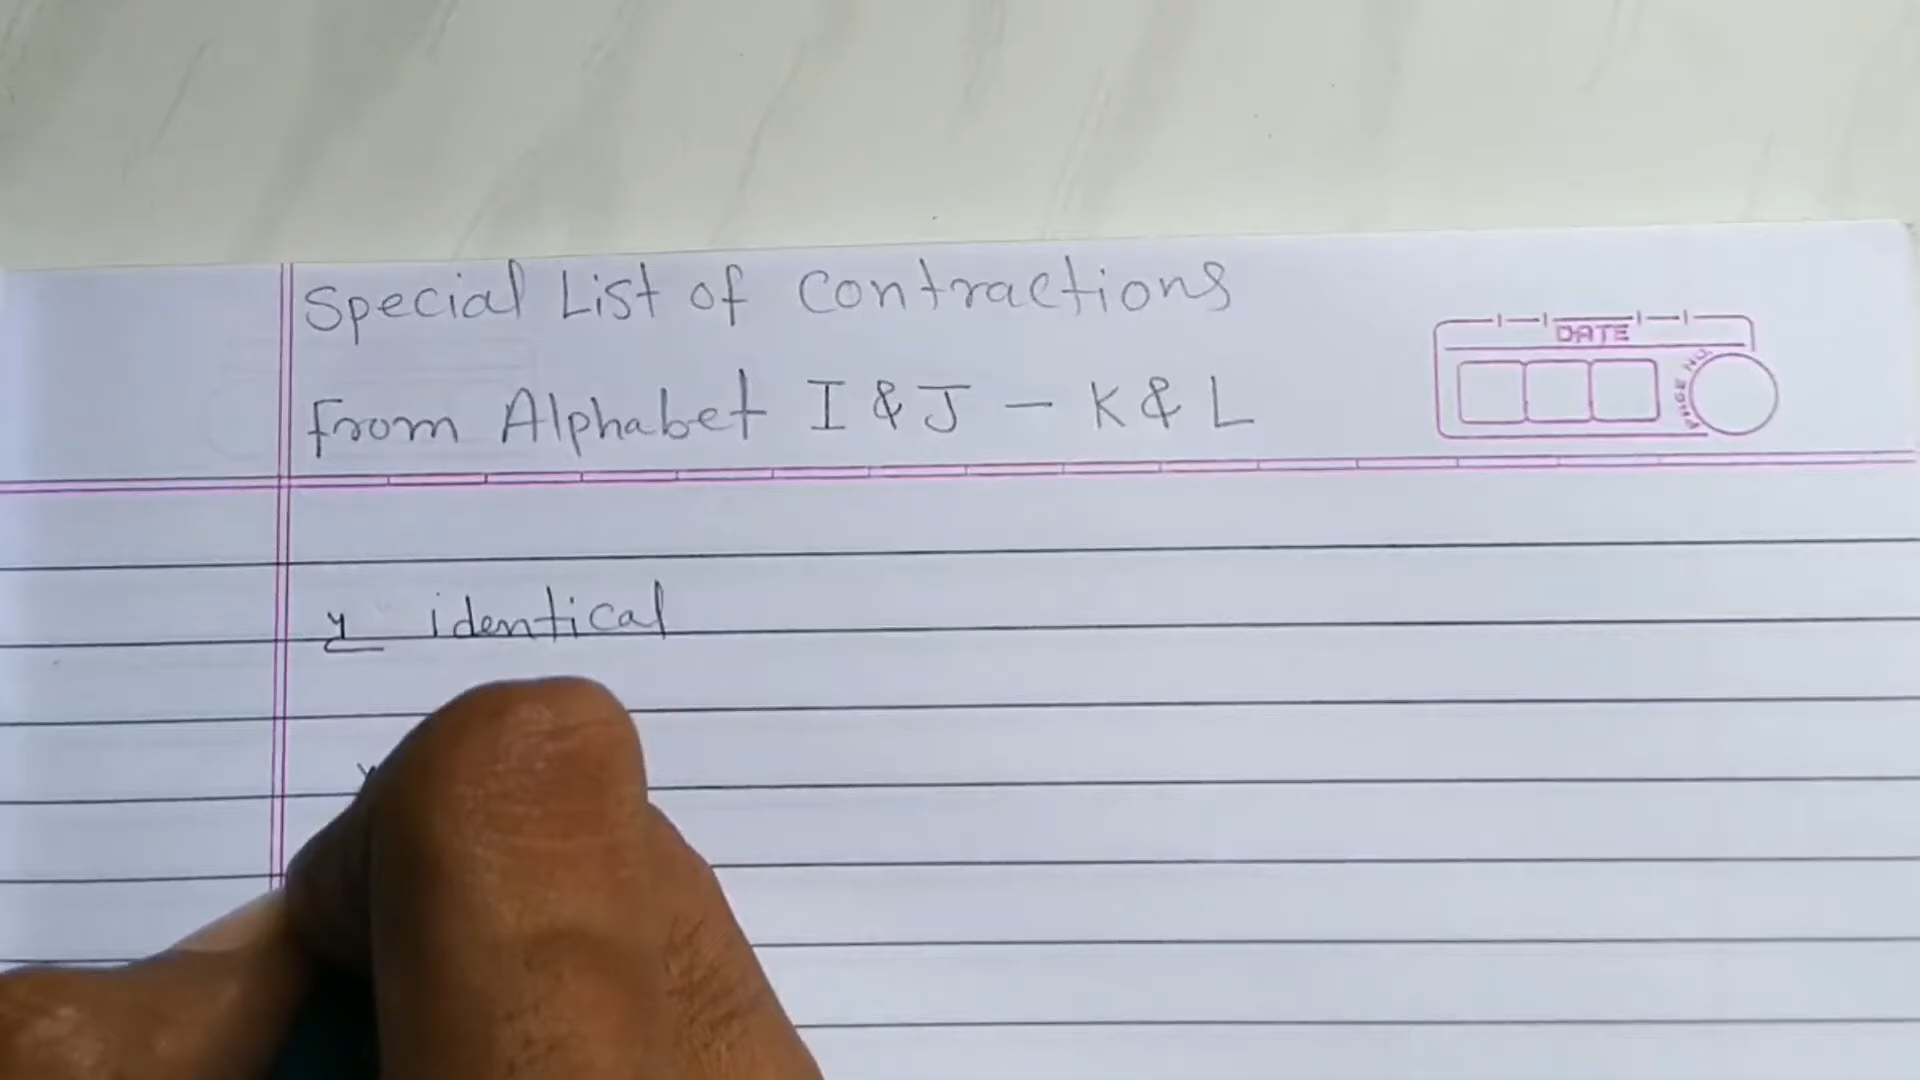 Special List of Contractions
From Alphabet I & J - K & L
DATE
PAGE NO.
identical